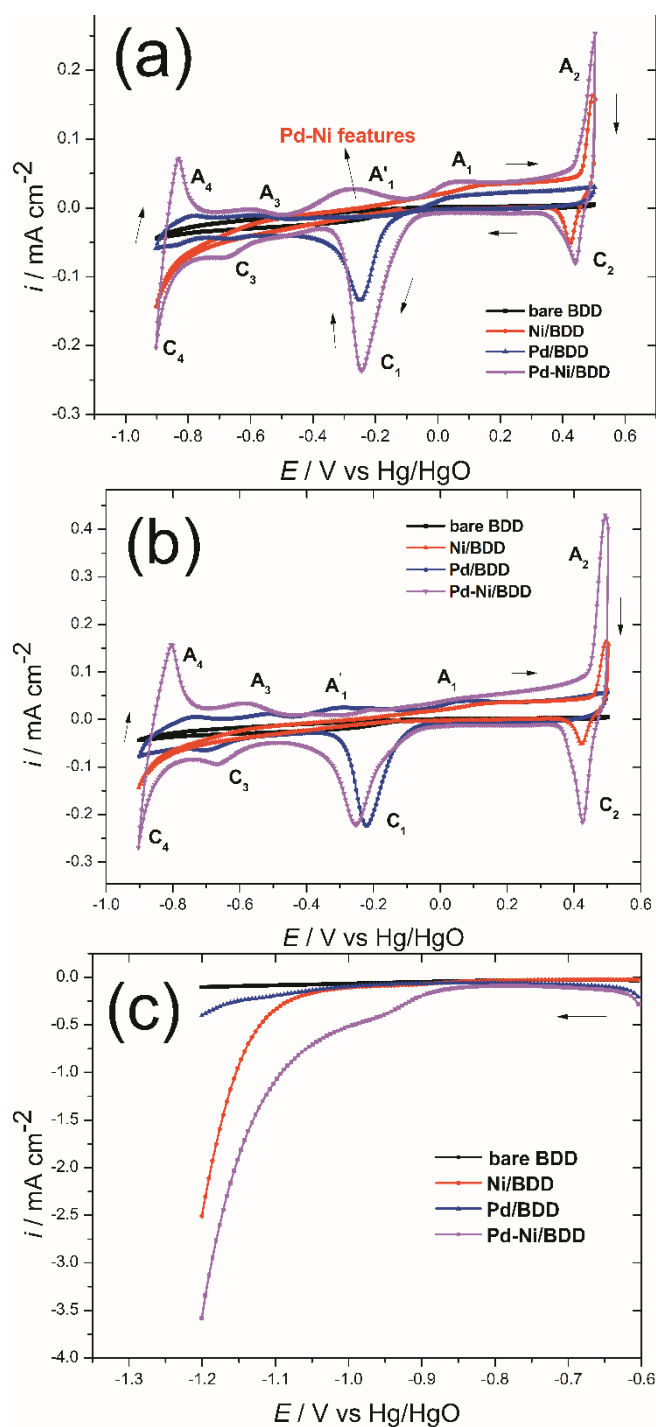 (a)
A₂
Pd-Ni features
A₄
A₃
A'₁
A₁
C₃
C₂
C₄
C₁
bare BDD
Ni/BDD
Pd/BDD
Pd-Ni/BDD
0.2
0.1
0.0
-0.1
-0.2
-0.3
i / mA cm⁻²
-1.0
-0.8
-0.6
-0.4
-0.2
0.0
0.2
0.4
0.6
E / V vs Hg/HgO
(b)
bare BDD
Ni/BDD
Pd/BDD
Pd-Ni/BDD
A₂
A₄
A₃
A'₁
A₁
C₃
C₁
C₂
C₄
0.4
0.3
0.2
0.1
0.0
-0.1
-0.2
-0.3
i / mA cm⁻²
-1.0
-0.8
-0.6
-0.4
-0.2
0.0
0.2
0.4
0.6
E / V vs Hg/HgO
(c)
0.0
-0.5
-1.0
-1.5
-2.0
-2.5
-3.0
-3.5
-4.0
i / mA cm⁻²
bare BDD
Ni/BDD
Pd/BDD
Pd-Ni/BDD
-1.3
-1.2
-1.1
-1.0
-0.9
-0.8
-0.7
-0.6
E / V vs Hg/HgO